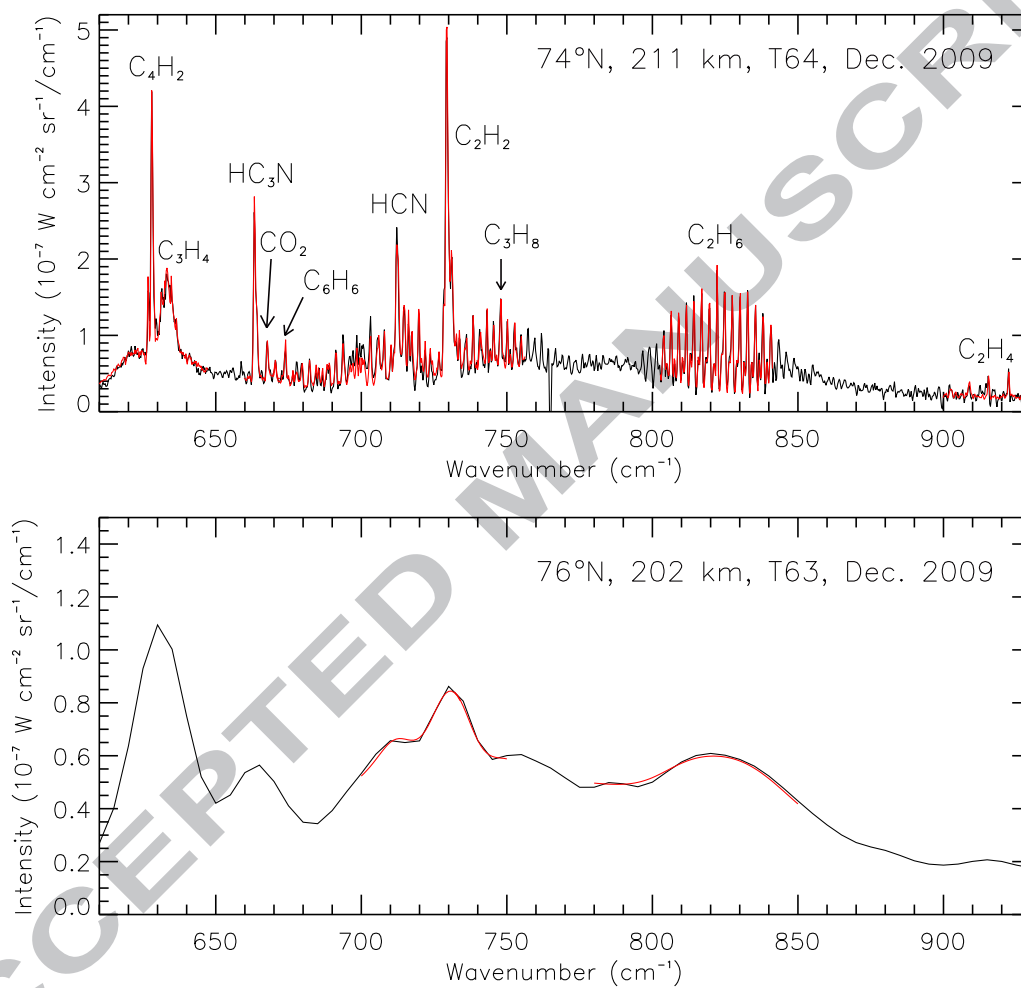 74°N, 211 km, T64, Dec. 2009
C₄H₂
C₃H₄
HC₃N
CO₂
C₆H₆
HCN
C₂H₂
C₃H₈
C₂H₆
C₂H₄
Intensity (10⁻⁷ W cm⁻² sr⁻¹/cm⁻¹)
5
4
3
2
1
0
650 700 750 800 850 900
Wavenumber (cm⁻¹)
76°N, 202 km, T63, Dec. 2009
Intensity (10⁻⁷ W cm⁻² sr⁻¹/cm⁻¹)
1.4
1.2
1.0
0.8
0.6
0.4
0.2
0.0
650 700 750 800 850 900
Wavenumber (cm⁻¹)
CCEPTED MANUSCRI